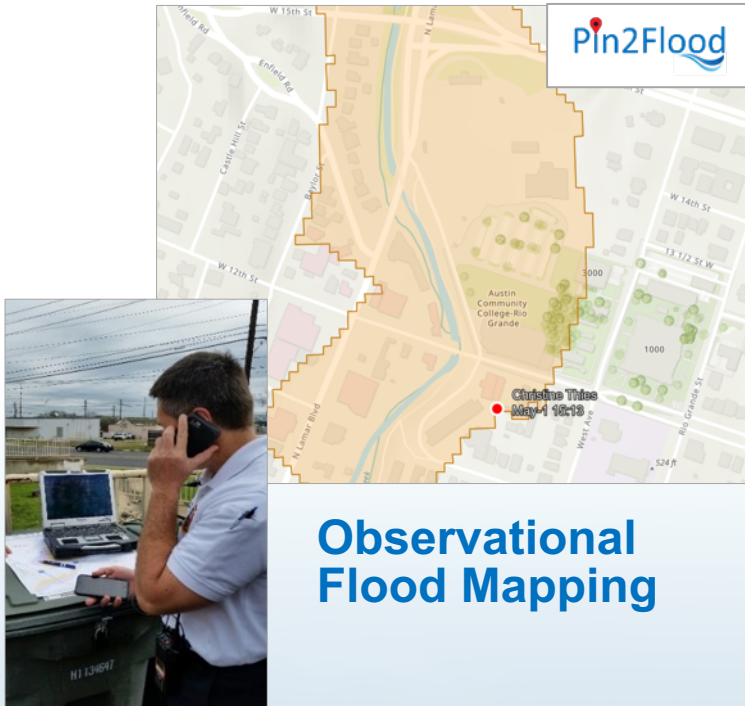 W 15th St
Enfield Rd
N Lamar
Pin2Flood
Enfield Rd
Castle Hill St
Baylor St
W 14th St
13 1/2 St W
W 12th St
3000
Austin
Community
College-Rio
Grande
1000
Christine Thies
May-1 15:13
N Lamar Blvd
West Ave
Rio Grande St
524 ft
Observational
Flood Mapping
N1134647